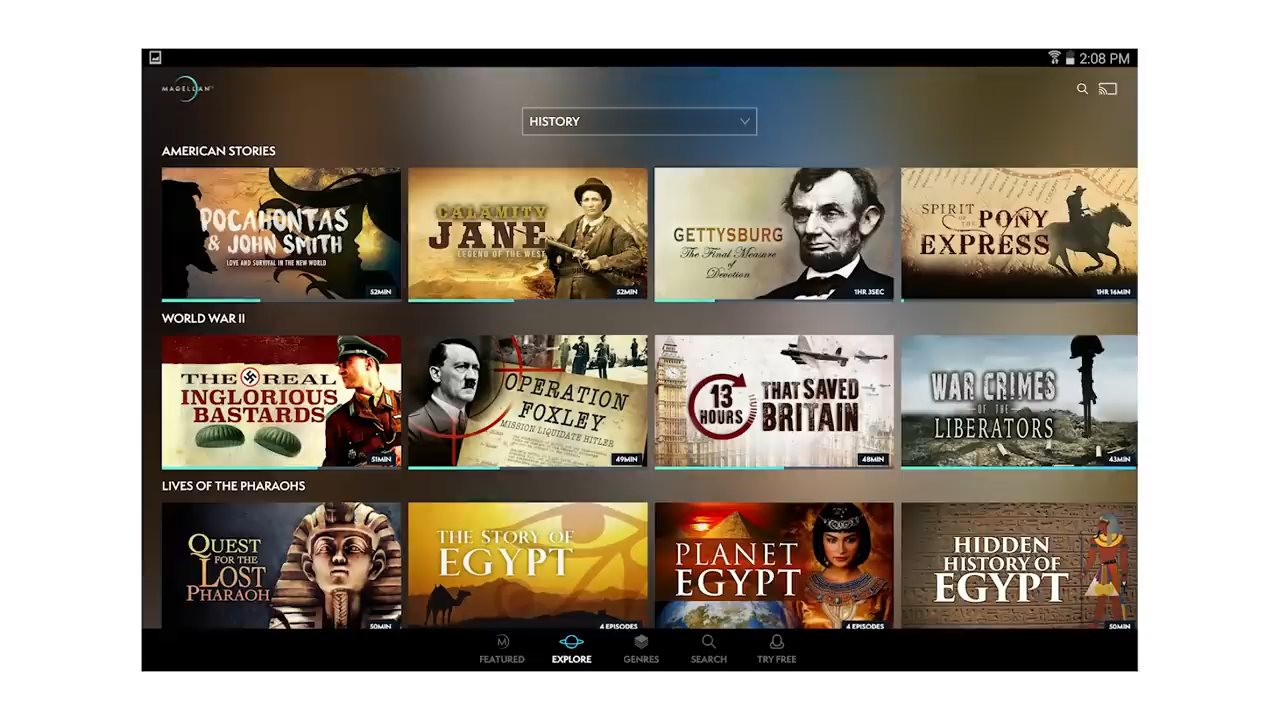 2:08 PM
MAGELLAN TV
HISTORY
AMERICAN STORIES
POCAHONTAS
& JOHN SMITH
LOVE AND SURVIVAL IN THE NEW WORLD
52MIN
CALAMITY
JANE
LEGEND OF THE WEST
52MIN
GETTYSBURG
The Final Measure
of
Devotion
1HR 3SEC
SPIRIT
OF THE PONY
EXPRESS
1HR 16MIN
WORLD WAR II
THE REAL
INGLORIOUS
BASTARDS
51MIN
OPERATION
FOXLEY
MISSION LIQUIDATE HITLER
49MIN
13
HOURS
THAT SAVED
BRITAIN
48MIN
WAR CRIMES
OF THE
LIBERATORS
43MIN
LIVES OF THE PHARAOHS
QUEST
FOR THE
LOST
PHARAOH
50MIN
THE STORY OF
EGYPT
4 EPISODES
PLANET
EGYPT
4 EPISODES
HIDDEN
HISTORY OF
EGYPT
50MIN
FEATURED
EXPLORE
GENRES
SEARCH
TRY FREE